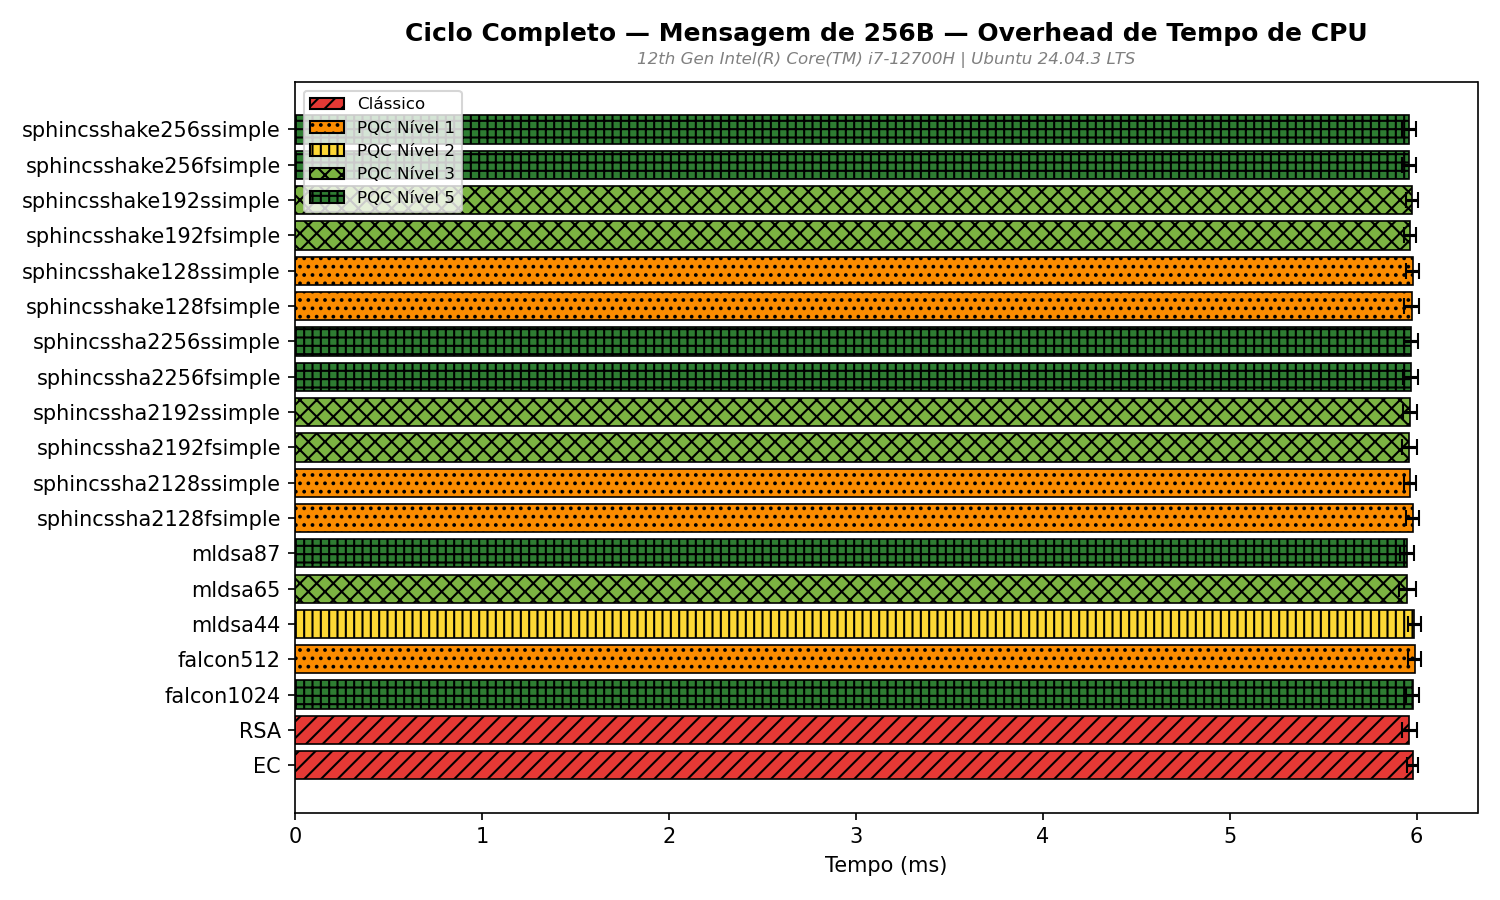 Ciclo Completo — Mensagem de 256B — Overhead de Tempo de CPU
12th Gen Intel(R) Core(TM) i7-12700H | Ubuntu 24.04.3 LTS
Clássico
PQC Nível 1
PQC Nível 2
PQC Nível 3
PQC Nível 5
sphincsshake256ssimple
sphincsshake256fsimple
sphincsshake192ssimple
sphincsshake192fsimple
sphincsshake128ssimple
sphincsshake128fsimple
sphincssha2256ssimple
sphincssha2256fsimple
sphincssha2192ssimple
sphincssha2192fsimple
sphincssha2128ssimple
sphincssha2128fsimple
mldsa87
mldsa65
mldsa44
falcon512
falcon1024
RSA
EC
0 1 2 3 4 5 6
Tempo (ms)